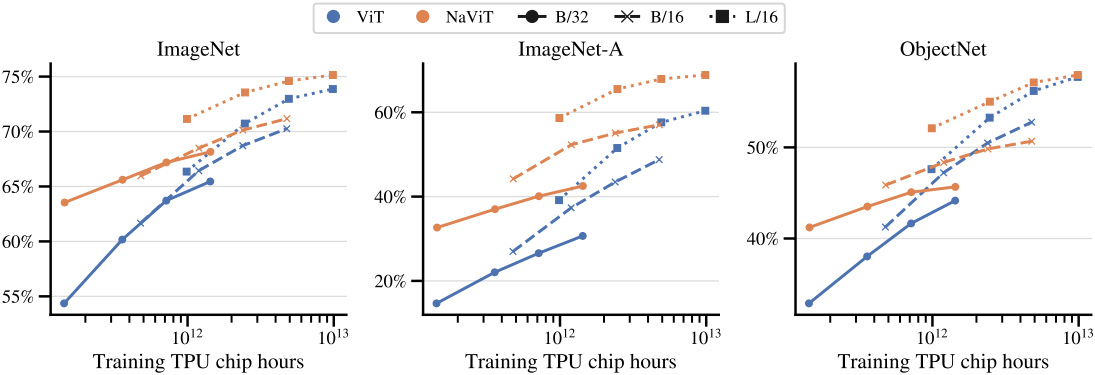 ViT NaViT B/32 B/16 L/16
ImageNet
75%
70%
65%
60%
55%
10^12 10^13
Training TPU chip hours
ImageNet-A
60%
40%
20%
10^12 10^13
Training TPU chip hours
ObjectNet
50%
40%
10^12 10^13
Training TPU chip hours